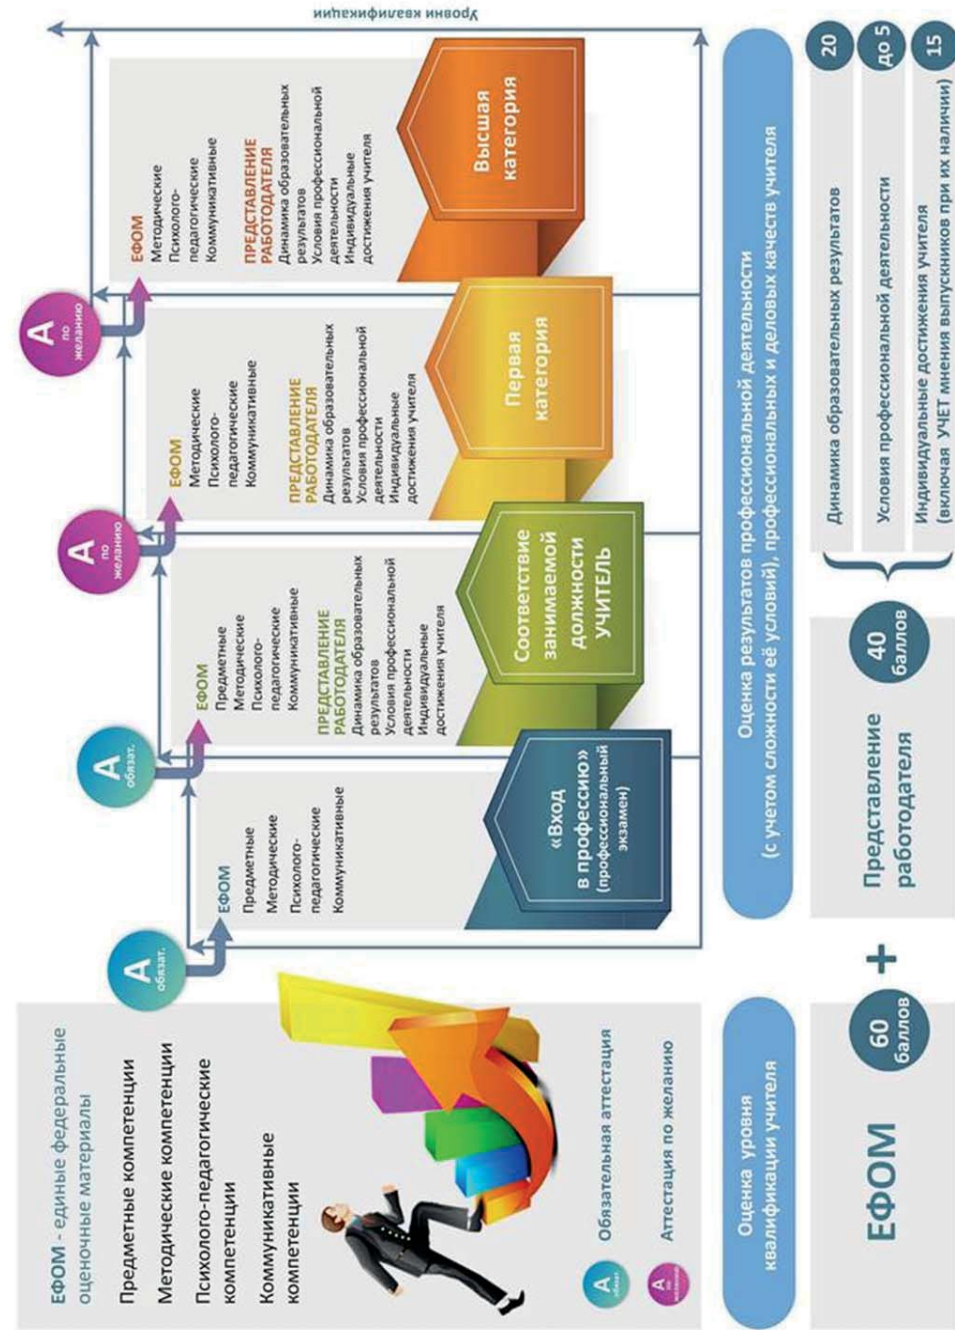 ЕФОМ - единые федеральные
оценочные материалы
Предметные компетенции
Методические компетенции
Психолого-педагогические
компетенции
Коммуникативные
компетенции
А
обязат.
Обязательная аттестация
А
по
желанию
Аттестация по желанию
А
обязат.
ЕФОМ
Предметные
Методические
Психолого-
педагогические
Коммуникативные
«Вход
в профессию»
(профессиональный
экзамен)
А
обязат.
ЕФОМ
Предметные
Методические
Психолого-
педагогические
Коммуникативные
ПРЕДСТАВЛЕНИЕ
РАБОТОДАТЕЛЯ
Динамика образовательных
результатов
Условия профессиональной
деятельности
Индивидуальные
достижения учителя
Соответствие
занимаемой
должности
УЧИТЕЛЬ
А
по
желанию
ЕФОМ
Методические
Психолого-
педагогические
Коммуникативные
ПРЕДСТАВЛЕНИЕ
РАБОТОДАТЕЛЯ
Динамика образовательных
результатов
Условия профессиональной
деятельности
Индивидуальные
достижения учителя
Первая
категория
А
по
желанию
ЕФОМ
Методические
Психолого-
педагогические
Коммуникативные
ПРЕДСТАВЛЕНИЕ
РАБОТОДАТЕЛЯ
Динамика образовательных
результатов
Условия профессиональной
деятельности
Индивидуальные
достижения учителя
Высшая
категория
Уровни квалификации
Оценка уровня
квалификации учителя
Оценка результатов профессиональной деятельности
(с учетом сложности её условий), профессиональных и деловых качеств учителя
ЕФОМ
60
баллов
+
Представление
работодателя
40
баллов
Динамика образовательных результатов
20
Условия профессиональной деятельности
до 5
Индивидуальные достижения учителя
(включая УЧЕТ мнения выпускников при их наличии)
15